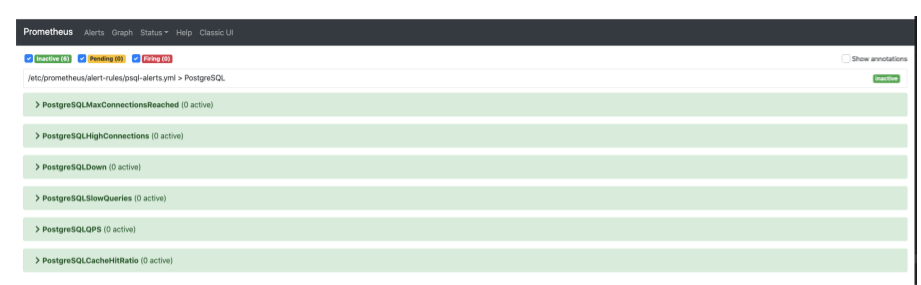 Prometheus Alerts Graph Status Help Classic UI
Inactive (6) Pending (0) Firing (0) Show annotations
/etc/prometheus/alert-rules/psql-alerts.yml > PostgreSQL Inactive
PostgreSQLMaxConnectionsReached (0 active)
PostgreSQLHighConnections (0 active)
PostgreSQLDown (0 active)
PostgreSQLSlowQueries (0 active)
PostgreSQLQPS (0 active)
PostgreSQLCacheHitRatio (0 active)